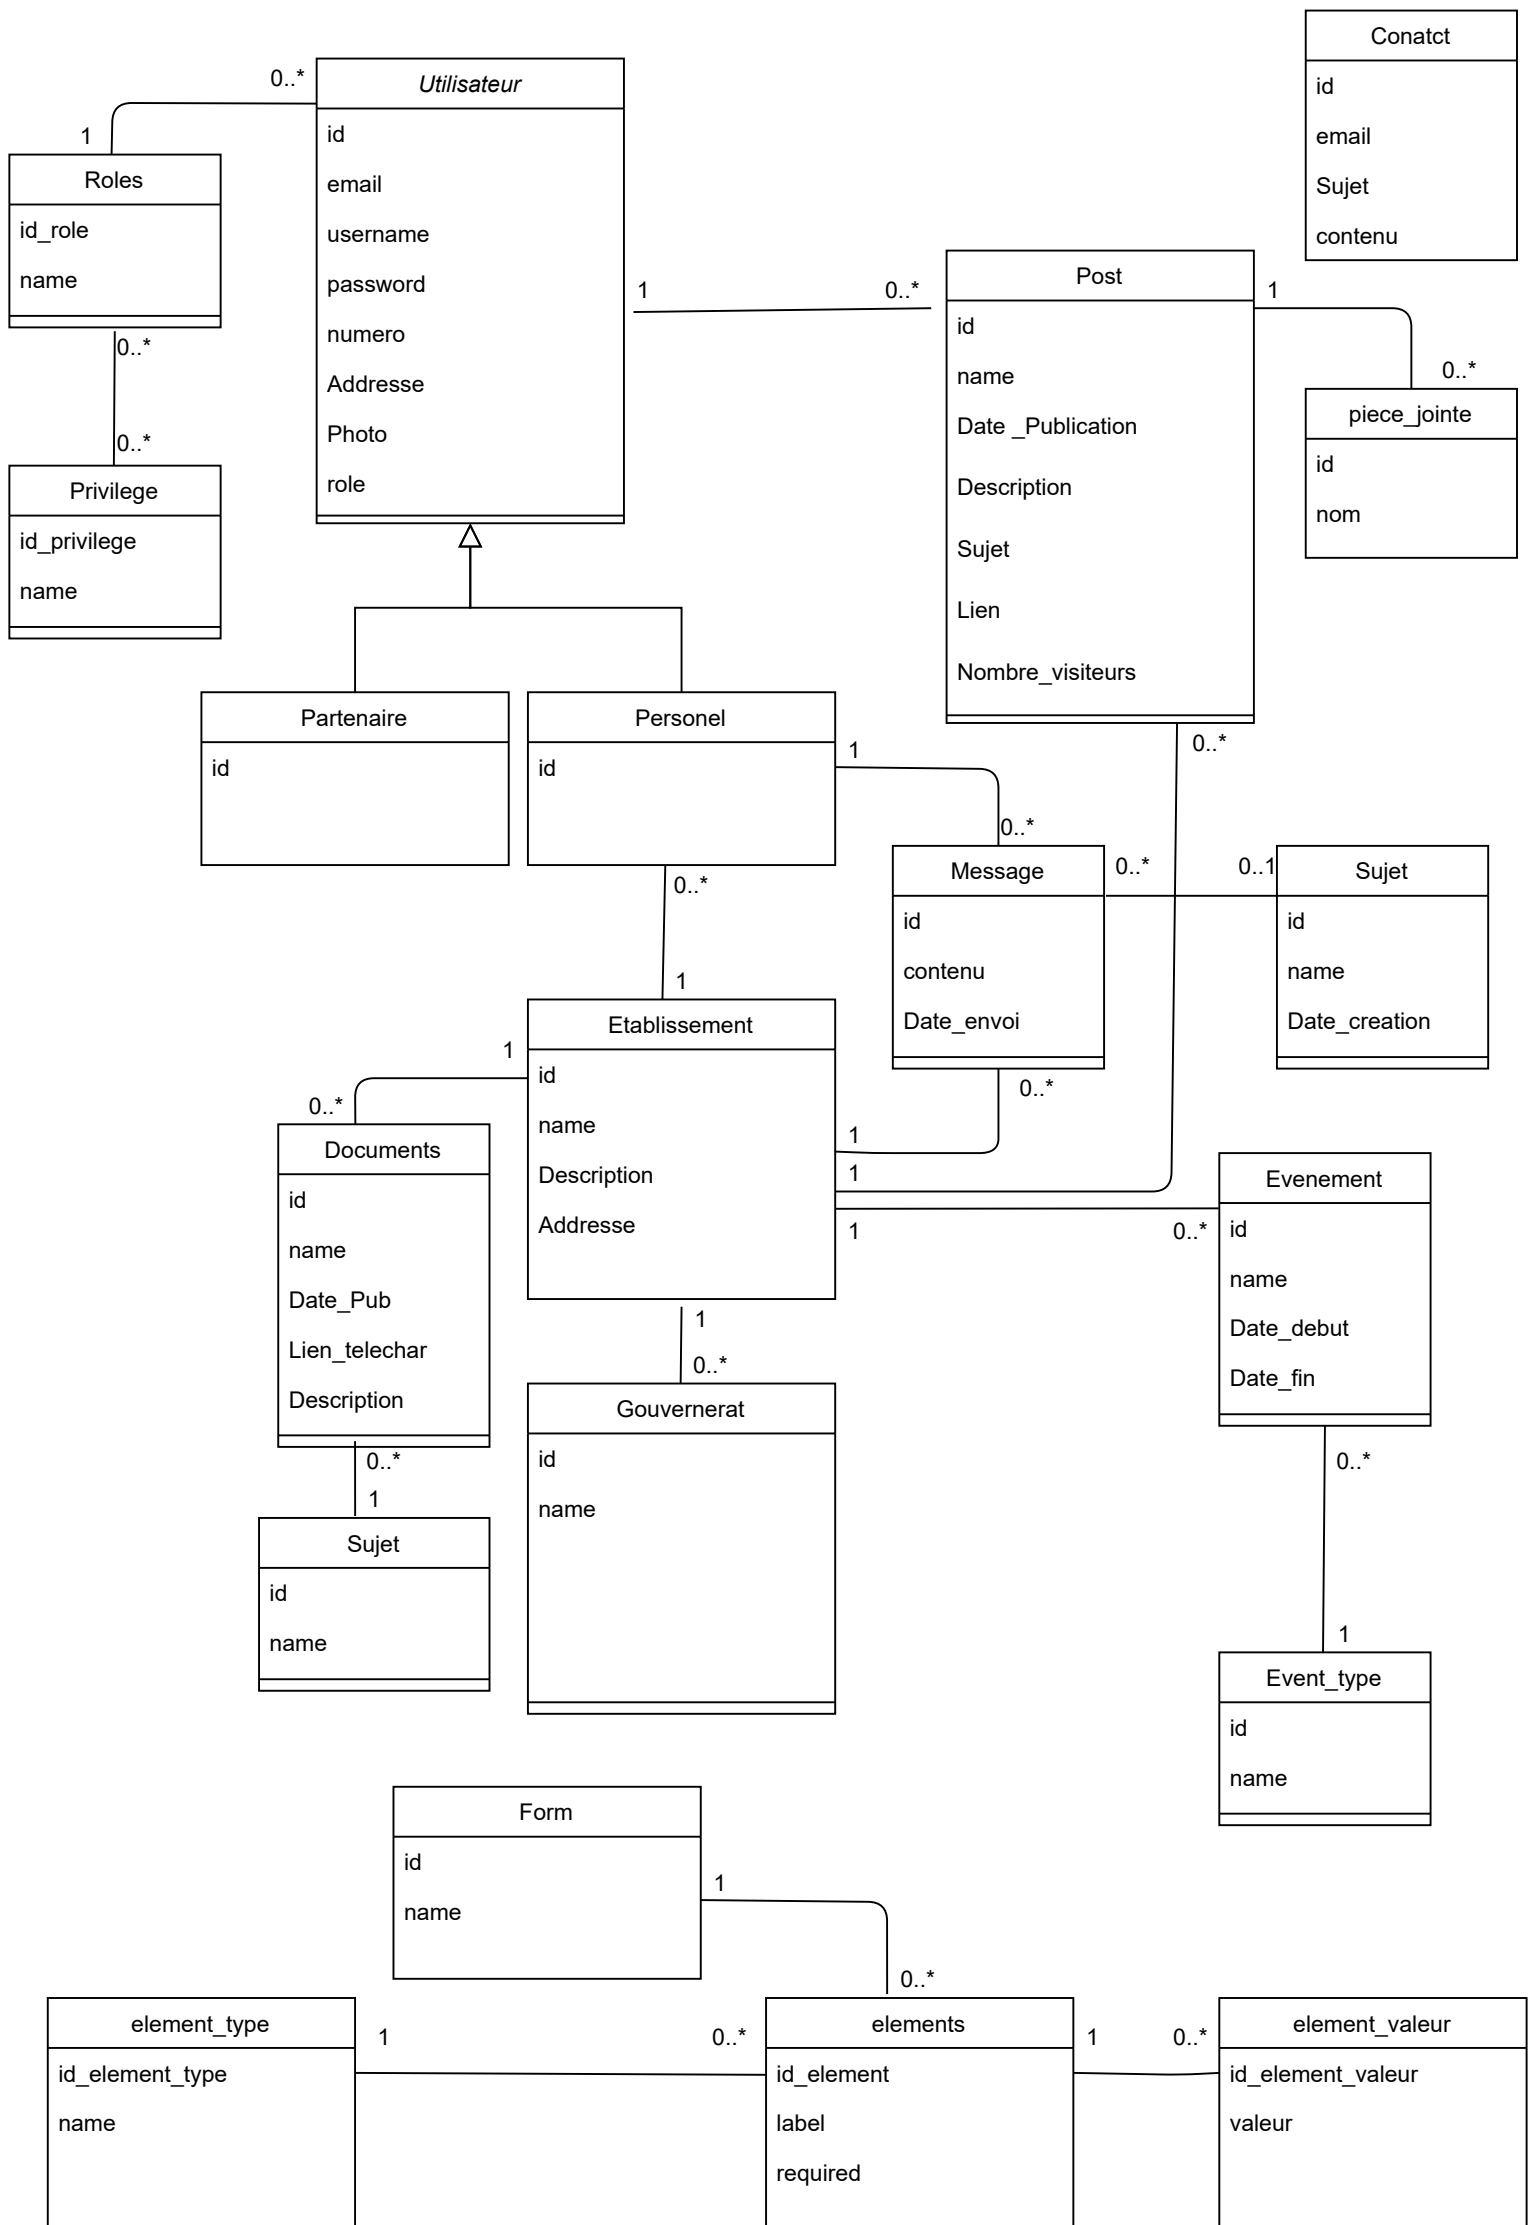 Conatct
id
email
Sujet
contenu
0..*
1
Utilisateur
id
email
username
password
numero
Addresse
Photo
role
Roles
id_role
name
0..*
0..*
Privilege
id_privilege
name
1
0..*
Post
id
name
Date _Publication
Description
Sujet
Lien
Nombre_visiteurs
1
0..*
piece_jointe
id
nom
Partenaire
id
Personel
id
1
0..*
0..*
Message
id
contenu
Date_envoi
0..*
0..1
Sujet
id
name
Date_creation
0..*
1
Etablissement
id
name
Description
Addresse
1
0..*
0..*
1
1
1
0..*
Documents
id
name
Date_Pub
Lien_telechar
Description
0..*
1
Sujet
id
name
1
0..*
Gouvernerat
id
name
Evenement
id
name
Date_debut
Date_fin
0..*
1
Event_type
id
name
Form
id
name
1
0..*
element_type
id_element_type
name
1
0..*
elements
id_element
label
required
1
0..*
element_valeur
id_element_valeur
valeur